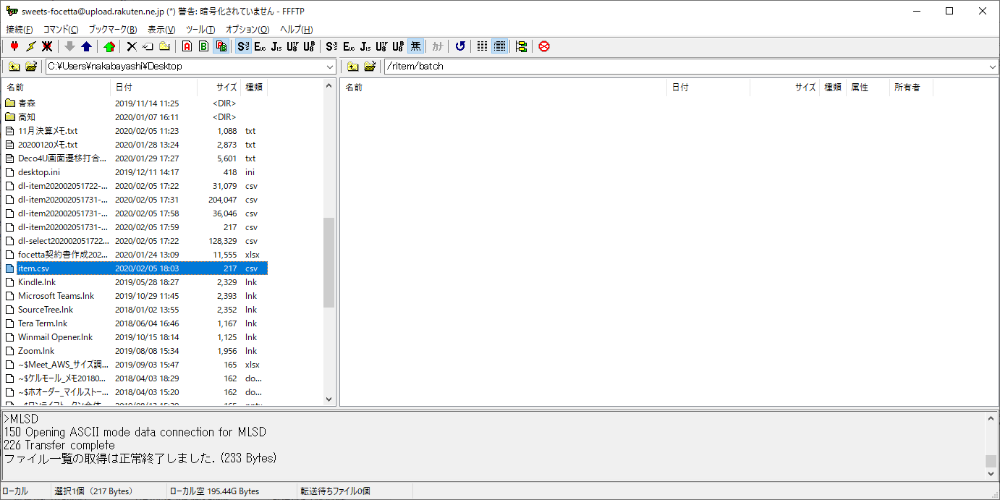 sweets-focetta@upload.rakuten.ne.jp (*) 警告: 暗号化されていません - FFFTP
接続(F) コマンド(C) ブックマーク(B) 表示(V) ツール(T) オプション(O) ヘルプ(H)
C:¥Users¥nakabayashi¥Desktop /ritem/batch
名前 日付 サイズ 種類 名前 日付 サイズ 種類 属性 所有者
青森 2019/11/14 11:25 <DIR>
高知 2020/01/07 16:11 <DIR>
11月決算メモ.txt 2020/02/05 11:23 1,088 txt
20200120メモ.txt 2020/01/28 13:24 2,873 txt
Deco4U画面遷移打合... 2020/01/29 17:27 5,601 txt
desktop.ini 2019/12/11 14:17 418 ini
dl-item202002051722-... 2020/02/05 17:22 31,079 csv
dl-item202002051731-... 2020/02/05 17:31 204,047 csv
dl-item202002051731-... 2020/02/05 17:58 36,046 csv
dl-item202002051731-... 2020/02/05 17:59 217 csv
dl-select202002051722... 2020/02/05 17:22 128,329 csv
focetta契約書作成202... 2020/01/24 13:09 11,555 xlsx
item.csv 2020/02/05 18:03 217 csv
Kindle.lnk 2019/05/28 18:27 2,329 lnk
Microsoft Teams.lnk 2019/10/29 11:45 2,393 lnk
SourceTree.lnk 2018/01/02 13:55 2,352 lnk
Tera Term.lnk 2018/06/04 16:46 1,167 lnk
Winmail Opener.lnk 2019/10/15 18:14 1,125 lnk
Zoom.lnk 2019/08/08 15:34 1,956 lnk
~$Meet_AWS_サイズ調... 2019/09/03 15:47 165 xlsx
~$ケルモール_メモ20180... 2018/04/03 18:29 162 do...
~$ホオーダー_マイルストー... 2018/04/03 15:20 162 do...
>MLSD
150 Opening ASCII mode data connection for MLSD
226 Transfer complete
ファイル一覧の取得は正常終了しました. (233 Bytes)
ローカル 選択1個 (217 Bytes) ローカル空 195.44G Bytes 転送待ちファイル0個